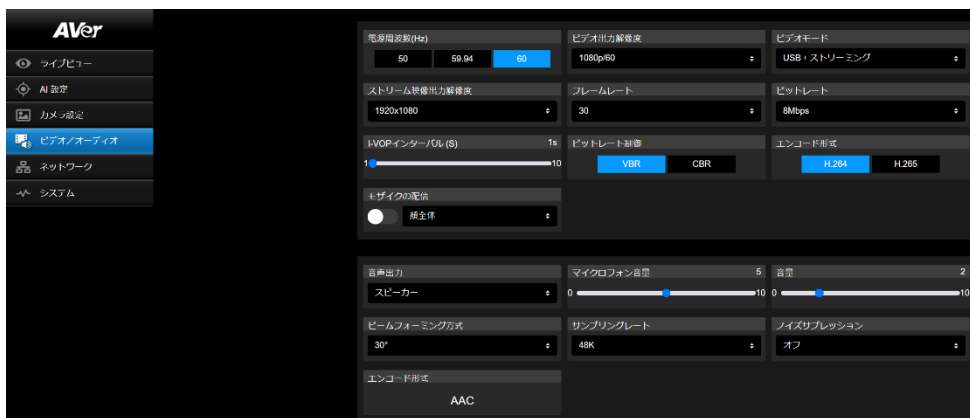 AVer
ライブビュー
AI 設定
カメラ設定
ビデオ/オーディオ
ネットワーク
システム
電源周波数(Hz)
50 59.94 60
ビデオ出力解像度
1080p/60
ビデオモード
USB+ストリーミング
ストリーム映像出力解像度
1920x1080
フレームレート
30
ビットレート
8Mbps
I-VOPインターバル (S) 1s
1 10
ビットレート制御
VBR CBR
エンコード形式
H.264 H.265
モザイクの配信
顔全体
音声出力
スピーカー
マイクロフォン音量 5
0 10
音量 2
0 10
ビームフォーミング方式
30°
サンプリングレート
48K
ノイズサプレッション
オフ
エンコード形式
AAC